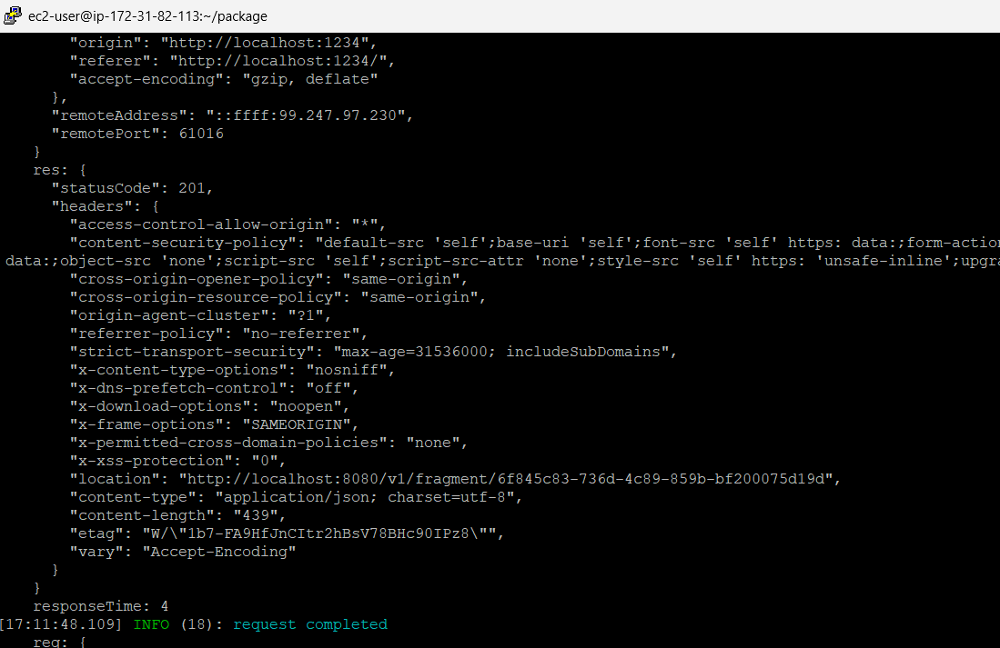 ec2-user@ip-172-31-82-113:~/package
"origin": "http://localhost:1234",
"referer": "http://localhost:1234/",
"accept-encoding": "gzip, deflate"
},
"remoteAddress": "::ffff:99.247.97.230",
"remotePort": 61016
}
res: {
"statusCode": 201,
"headers": {
"access-control-allow-origin": "*",
"content-security-policy": "default-src 'self';base-uri 'self';font-src 'self' https: data:;form-action
data:;object-src 'none';script-src 'self';script-src-attr 'none';style-src 'self' https: 'unsafe-inline';upgra
"cross-origin-opener-policy": "same-origin",
"cross-origin-resource-policy": "same-origin",
"origin-agent-cluster": "?1",
"referrer-policy": "no-referrer",
"strict-transport-security": "max-age=31536000; includeSubDomains",
"x-content-type-options": "nosniff",
"x-dns-prefetch-control": "off",
"x-download-options": "noopen",
"x-frame-options": "SAMEORIGIN",
"x-permitted-cross-domain-policies": "none",
"x-xss-protection": "0",
"location": "http://localhost:8080/v1/fragment/6f845c83-736d-4c89-859b-bf200075d19d",
"content-type": "application/json; charset=utf-8",
"content-length": "439",
"etag": "W/\"1b7-FA9HfJnCItr2hBsV78BHc90IPz8\"",
"vary": "Accept-Encoding"
}
}
responseTime: 4
[17:11:48.109] INFO (18): request completed
req: {